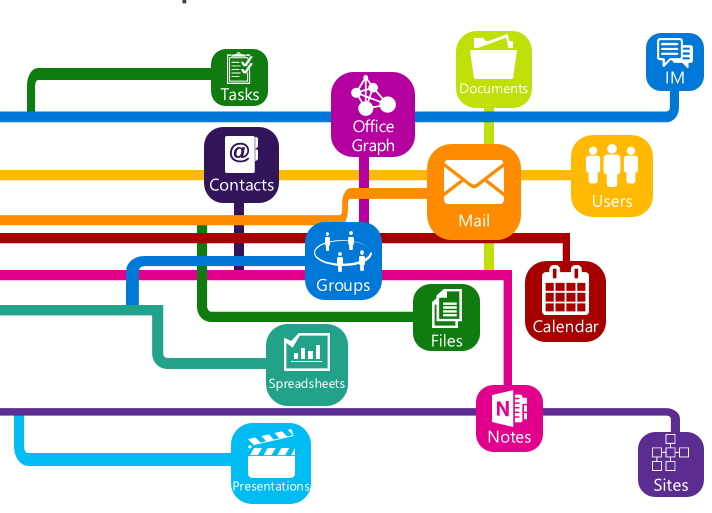 Tasks
Documents
IM
Office
Graph
@
Contacts
Users
Mail
Groups
Calendar
Files
Spreadsheets
N
Notes
Sites
Presentations